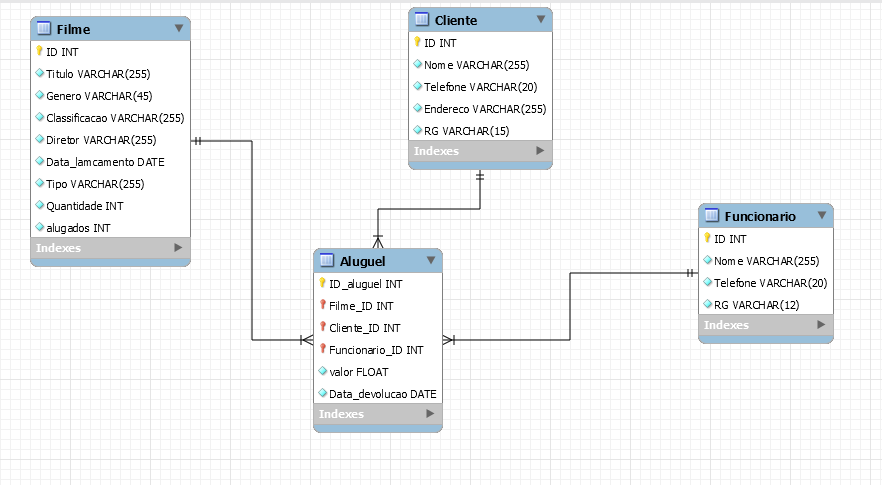 Filme
ID INT
Titulo VARCHAR(255)
Genero VARCHAR(45)
Classificacao VARCHAR(255)
Diretor VARCHAR(255)
Data_lamcamento DATE
Tipo VARCHAR(255)
Quantidade INT
alugados INT
Indexes
Cliente
ID INT
Nome VARCHAR(255)
Telefone VARCHAR(20)
Endereco VARCHAR(255)
RG VARCHAR(15)
Indexes
Aluguel
ID_aluguel INT
Filme_ID INT
Cliente_ID INT
Funcionario_ID INT
valor FLOAT
Data_devolucao DATE
Indexes
Funcionario
ID INT
Nome VARCHAR(255)
Telefone VARCHAR(20)
RG VARCHAR(12)
Indexes